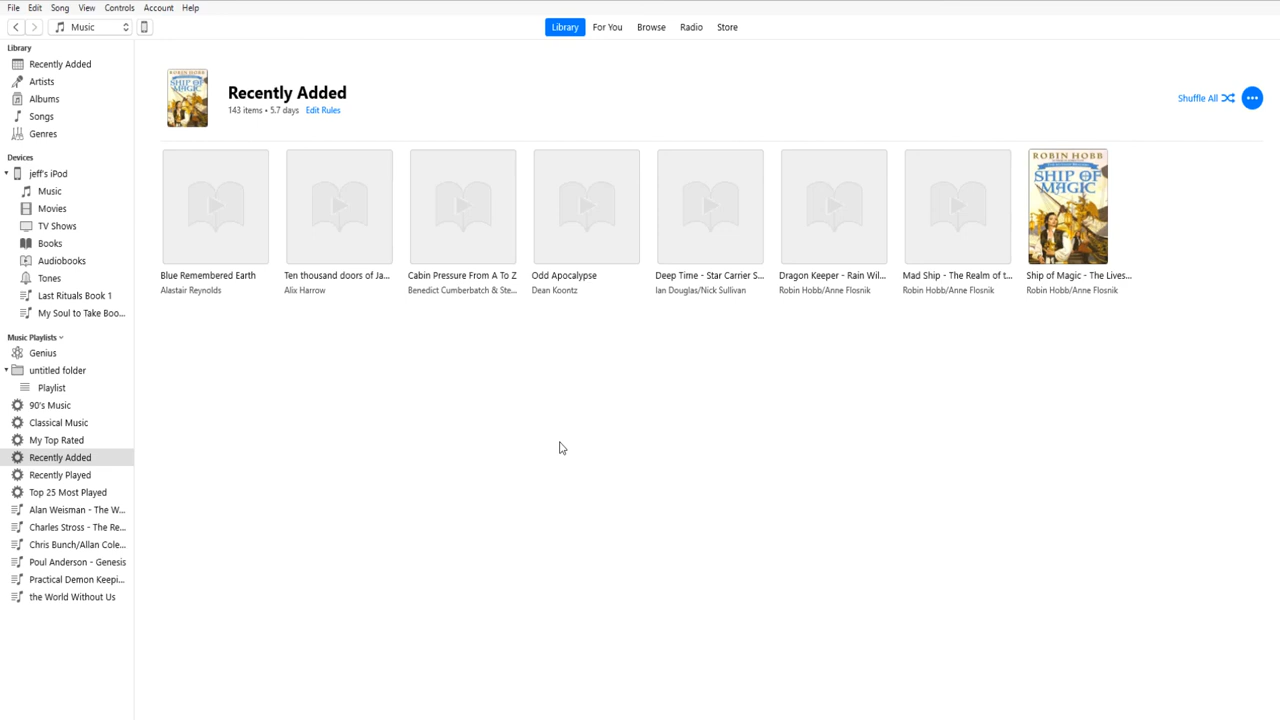 File Edit Song View Controls Account Help
Music
Library For You Browse Radio Store
Library
Recently Added
Artists
Albums
Songs
Genres
Devices
jeff's iPod
Music
Movies
TV Shows
Books
Audiobooks
Tones
Last Rituals Book 1
My Soul to Take Boo...
Music Playlists
Genius
untitled folder
Playlist
90's Music
Classical Music
My Top Rated
Recently Added
Recently Played
Top 25 Most Played
Alan Weisman - The W...
Charles Stross - The Re...
Chris Bunch/Allan Cole...
Poul Anderson - Genesis
Practical Demon Keepi...
the World Without Us
ROBIN HOBB
SHIP OF
MAGIC
Recently Added
143 items • 5.7 days Edit Rules
Shuffle All
ROBIN HOBB
SHIP OF
MAGIC
Blue Remembered Earth
Alastair Reynolds
Ten thousand doors of Ja...
Alix Harrow
Cabin Pressure From A To Z
Benedict Cumberbatch & Ste...
Odd Apocalypse
Dean Koontz
Deep Time - Star Carrier S...
Ian Douglas/Nick Sullivan
Dragon Keeper - Rain Wil...
Robin Hobb/Anne Flosnik
Mad Ship - The Realm of t...
Robin Hobb/Anne Flosnik
Ship of Magic - The Lives...
Robin Hobb/Anne Flosnik